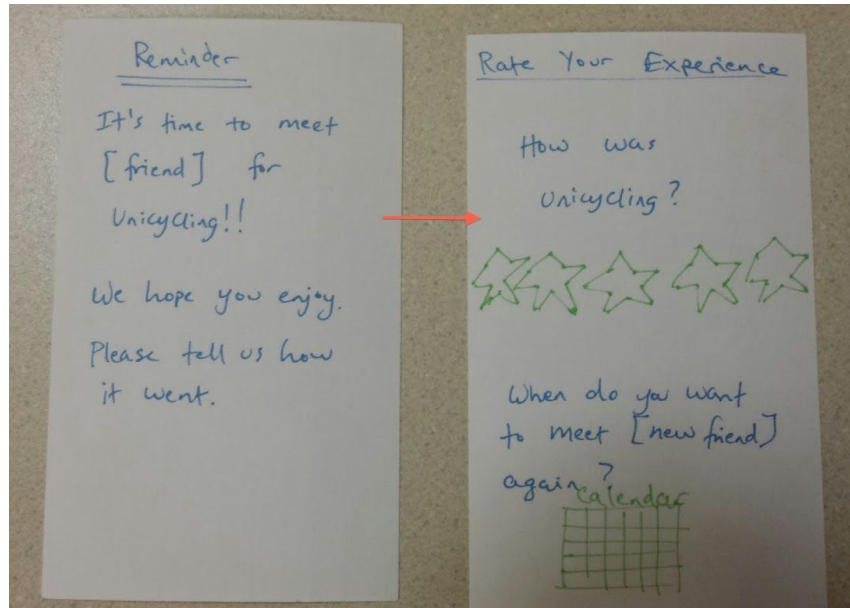 Reminder
It's time to meet
[friend] for
Unicycling!!
We hope you enjoy.
Please tell us how
it went.
Rate Your Experience
How was
Unicycling?
When do you want
to meet [new friend]
again?
Calendar